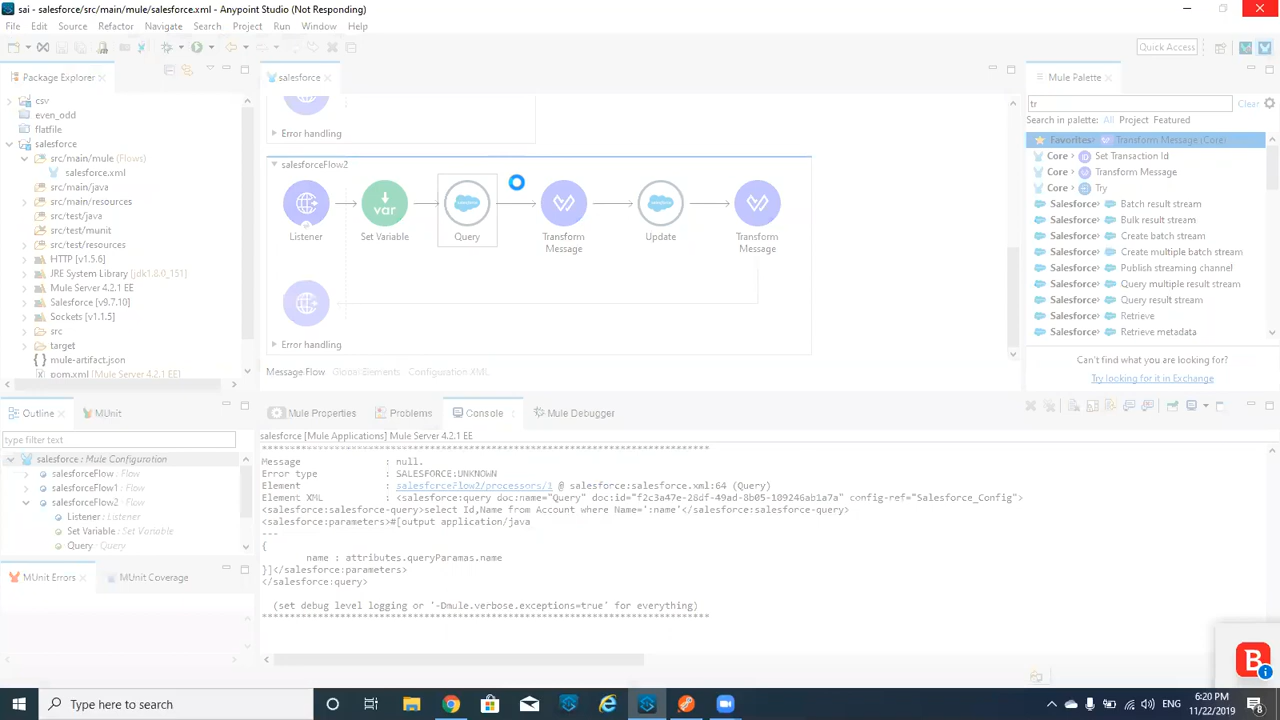 sai - salesforce/src/main/mule/salesforce.xml - Anypoint Studio (Not Responding)
File Edit Source Refactor Navigate Search Project Run Window Help
Quick Access
Package Explorer
csv
even_odd
flatfile
salesforce
src/main/mule (Flows)
salesforce.xml
src/main/java
src/main/resources
src/test/java
src/test/munit
src/test/resources
HTTP [v1.5.6]
JRE System Library [jdk1.8.0_151]
Mule Server 4.2.1 EE
Salesforce [v9.7.10]
Sockets [v1.1.5]
src
target
mule-artifact.json
pom.xml [Mule Server 4.2.1 EE]
salesforce
Error handling
salesforceFlow2
Listener
var
Set Variable
salesforce
Query
Transform Message
salesforce
Update
Transform Message
Error handling
Message Flow Global Elements Configuration XML
Mule Palette
tr
Clear
Search in palette: All Project Featured
Favorites> Transform Message (Core)
Core> Set Transaction Id
Core> Transform Message
Core> Try
Salesforce> Batch result stream
Salesforce> Bulk result stream
Salesforce> Create batch stream
Salesforce> Create multiple batch stream
Salesforce> Publish streaming channel
Salesforce> Query multiple result stream
Salesforce> Query result stream
Salesforce> Retrieve
Salesforce> Retrieve metadata
Can't find what you are looking for?
Try looking for it in Exchange
Outline MUnit
type filter text
salesforce : Mule Configuration
salesforceFlow : Flow
salesforceFlow1 : Flow
salesforceFlow2 : Flow
Listener : Listener
Set Variable : Set Variable
Query : Query
MUnit Errors MUnit Coverage
Mule Properties Problems Console Mule Debugger
salesforce [Mule Applications] Mule Server 4.2.1 EE
********************************************************************************
Message : null.
Error type : SALESFORCE:UNKNOWN
Element : salesforceFlow2/processors/1 @ salesforce:salesforce.xml:64 (Query)
Element XML : <salesforce:query doc:name="Query" doc:id="f2c3a47e-28df-49ad-8b05-109246ab1a7a" config-ref="Salesforce_Config">
<salesforce:salesforce-query>select Id,Name from Account where Name=':name'</salesforce:salesforce-query>
<salesforce:parameters>#[output application/java
---
{
name : attributes.queryParamas.name
}]</salesforce:parameters>
</salesforce:query>
(set debug level logging or '-Dmule.verbose.exceptions=true' for everything)
********************************************************************************
B
Type here to search
ENG
6:20 PM
11/22/2019
8